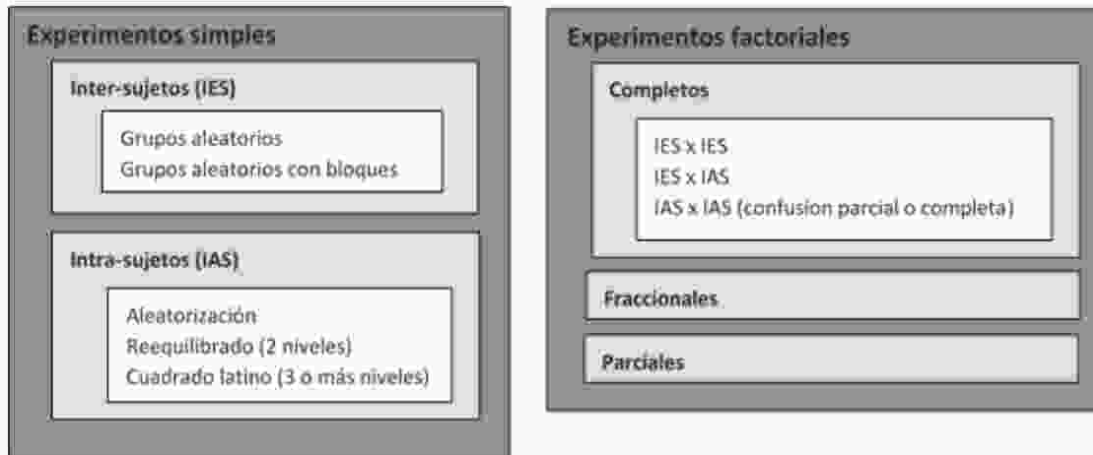 Experimentos simples
Inter-sujetos (IES)
Grupos aleatorios
Grupos aleatorios con bloques
Intra-sujetos (IAS)
Aleatorización
Reequilibrado (2 niveles)
Cuadrado latino (3 o más niveles)
Experimentos factoriales
Completos
IES x IES
IES x IAS
IAS x IAS (confusion parcial o completa)
Fraccionales
Parciales